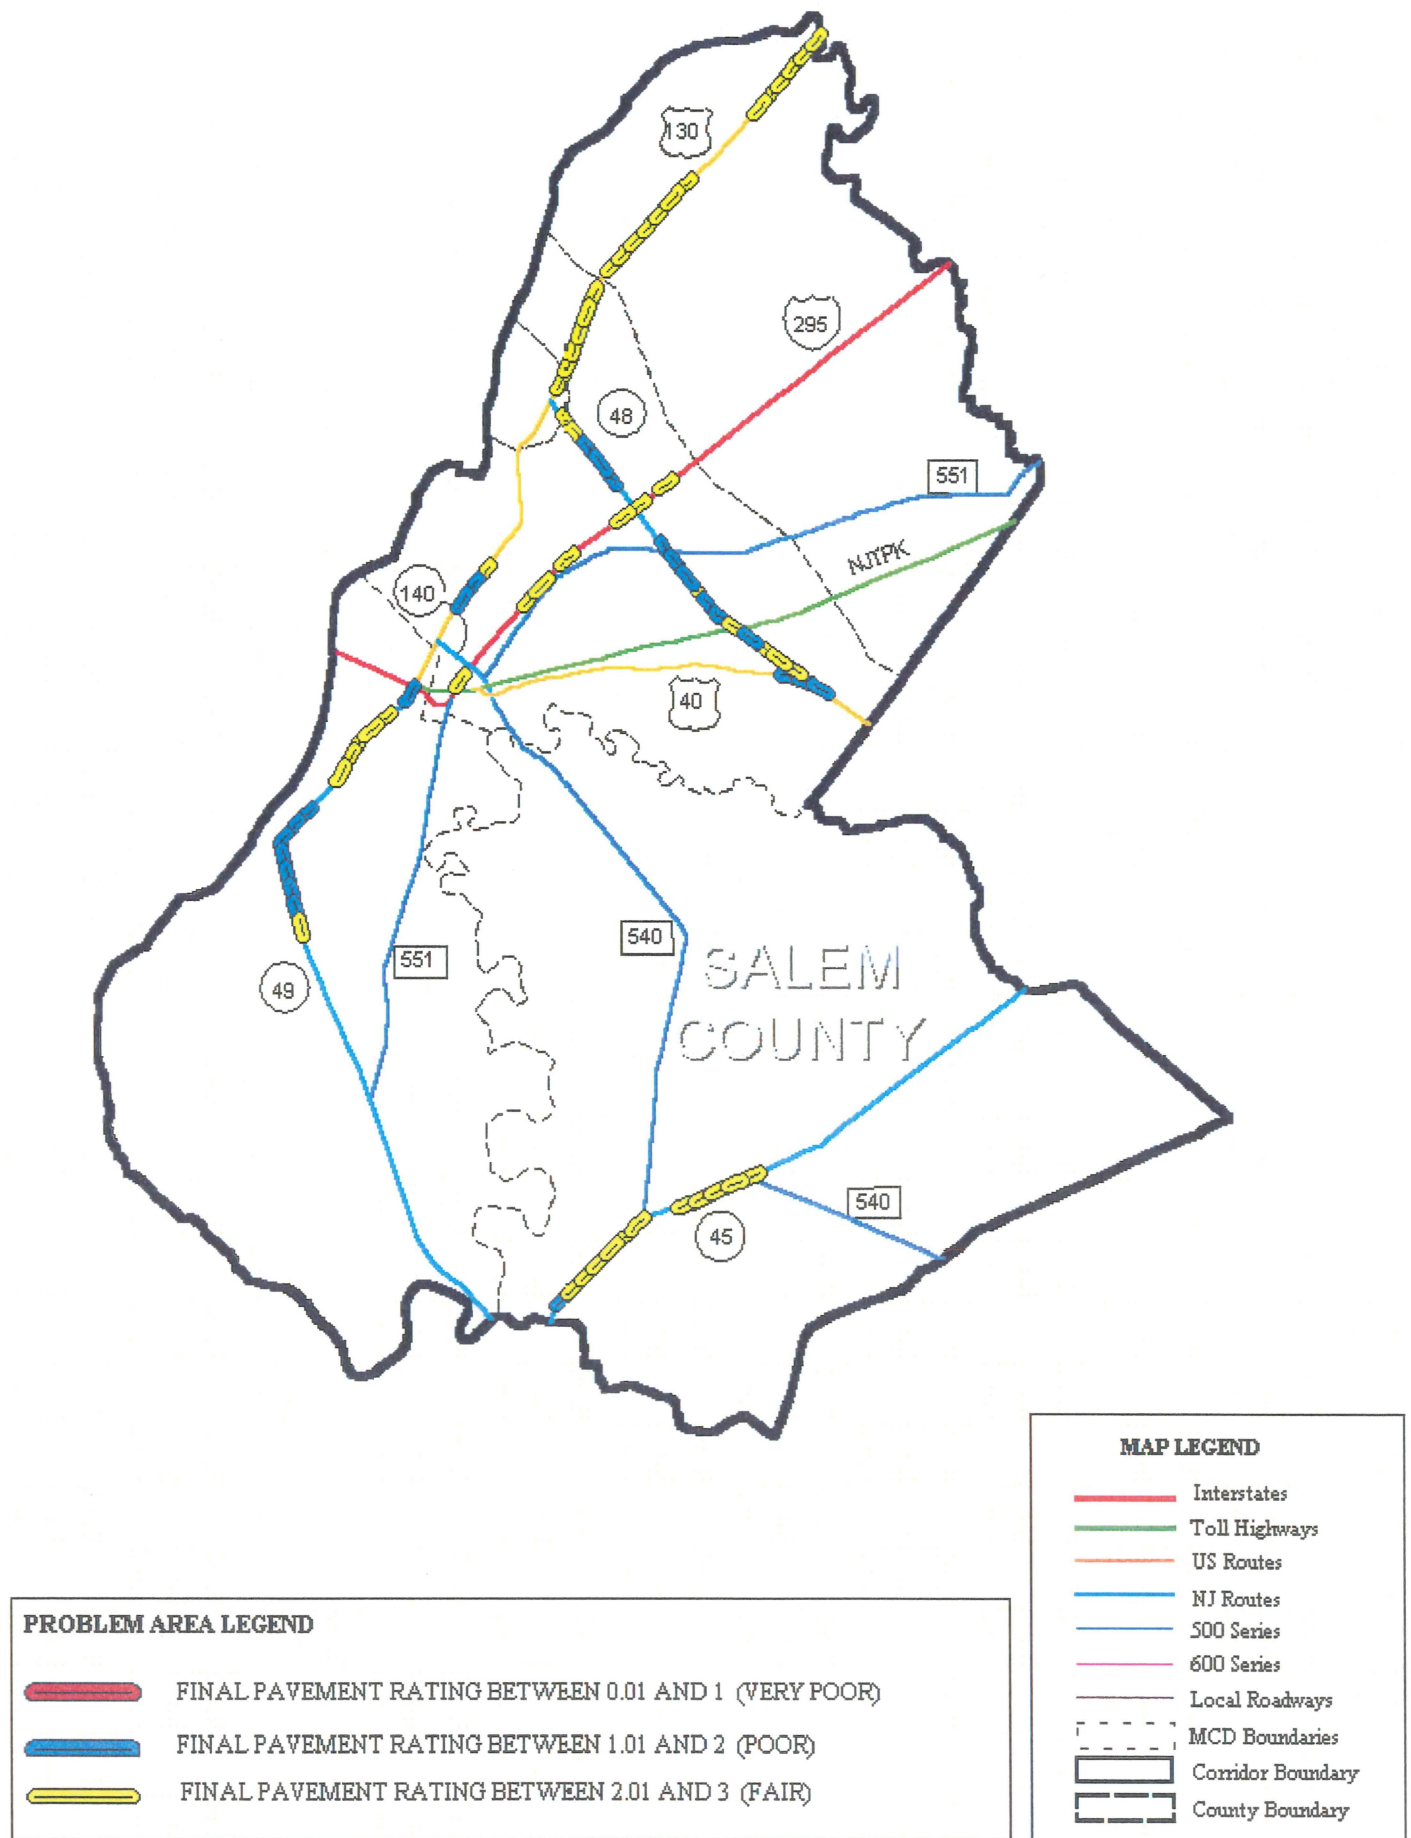 130
295
48
551
NJTPK
140
40
540
551
SALEM
COUNTY
49
540
45
MAP LEGEND
Interstates
Toll Highways
US Routes
NJ Routes
500 Series
600 Series
Local Roadways
MCD Boundaries
Corridor Boundary
County Boundary
PROBLEM AREA LEGEND
FINAL PAVEMENT RATING BETWEEN 0.01 AND 1 (VERY POOR)
FINAL PAVEMENT RATING BETWEEN 1.01 AND 2 (POOR)
FINAL PAVEMENT RATING BETWEEN 2.01 AND 3 (FAIR)